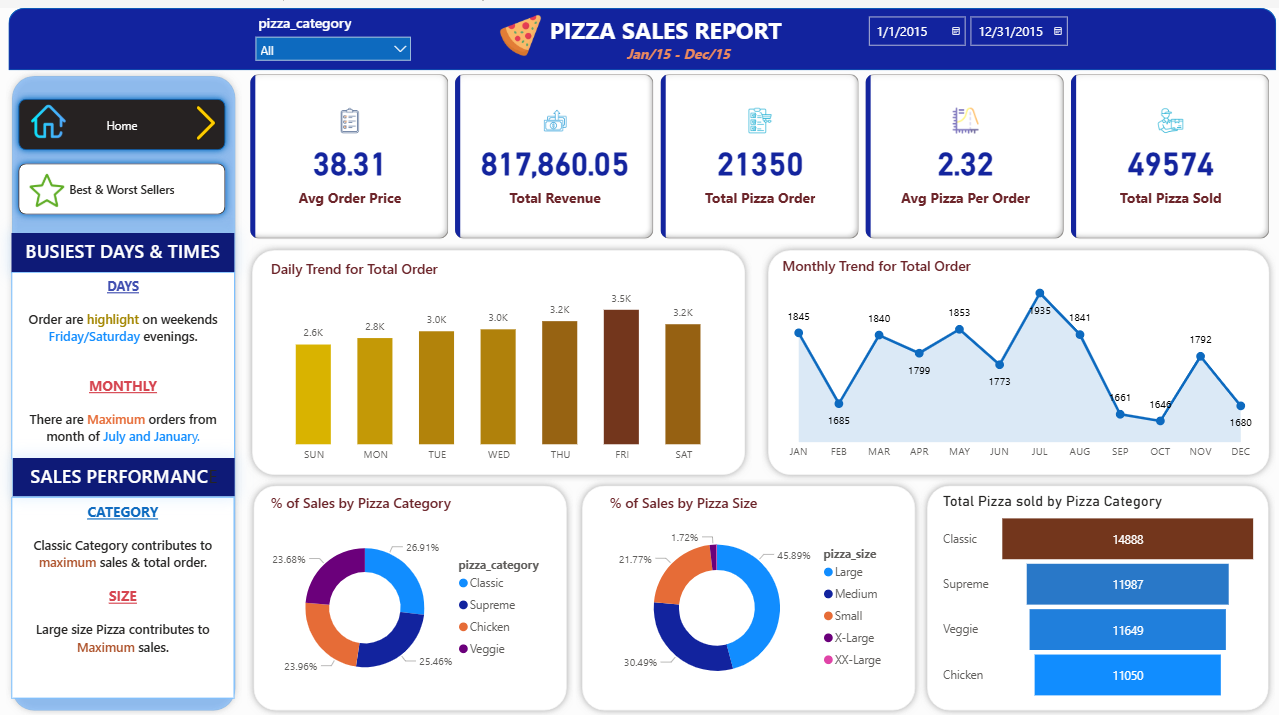 pizza_category
All
PIZZA SALES REPORT
Jan/15 - Dec/15
1/1/2015
12/31/2015
Home
Best & Worst Sellers
BUSIEST DAYS & TIMES
DAYS
Order are highlight on weekends
Friday/Saturday evenings.
MONTHLY
There are Maximum orders from
month of July and January.
SALES PERFORMANCE
CATEGORY
Classic Category contributes to
maximum sales & total order.
SIZE
Large size Pizza contributes to
Maximum sales.
38.31
Avg Order Price
817,860.05
Total Revenue
21350
Total Pizza Order
2.32
Avg Pizza Per Order
49574
Total Pizza Sold
Daily Trend for Total Order
2.6K
2.8K
3.0K
3.0K
3.2K
3.5K
3.2K
SUN
MON
TUE
WED
THU
FRI
SAT
Monthly Trend for Total Order
1845
1685
1840
1799
1853
1773
1935
1841
1661
1646
1792
1680
JAN
FEB
MAR
APR
MAY
JUN
JUL
AUG
SEP
OCT
NOV
DEC
% of Sales by Pizza Category
26.91%
25.46%
23.96%
23.68%
pizza_category
Classic
Supreme
Chicken
Veggie
% of Sales by Pizza Size
45.89%
30.49%
21.77%
1.72%
pizza_size
Large
Medium
Small
X-Large
XX-Large
Total Pizza sold by Pizza Category
Classic
14888
Supreme
11987
Veggie
11649
Chicken
11050